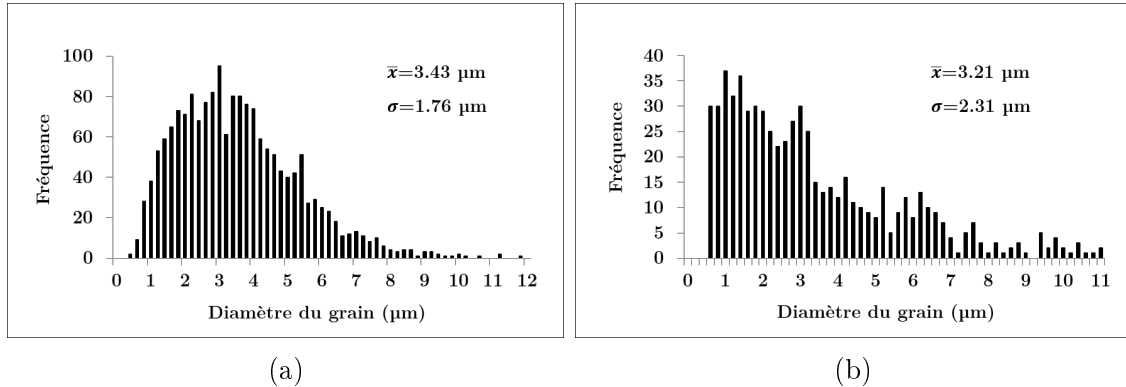 100
80
60
40
20
0
Fréquence
x̄=3.43 µm
σ=1.76 µm
0 1 2 3 4 5 6 7 8 9 10 11 12
Diamètre du grain (µm)
(a)
40
35
30
25
20
15
10
5
0
Fréquence
x̄=3.21 µm
σ=2.31 µm
0 1 2 3 4 5 6 7 8 9 10 11
Diamètre du grain (µm)
(b)